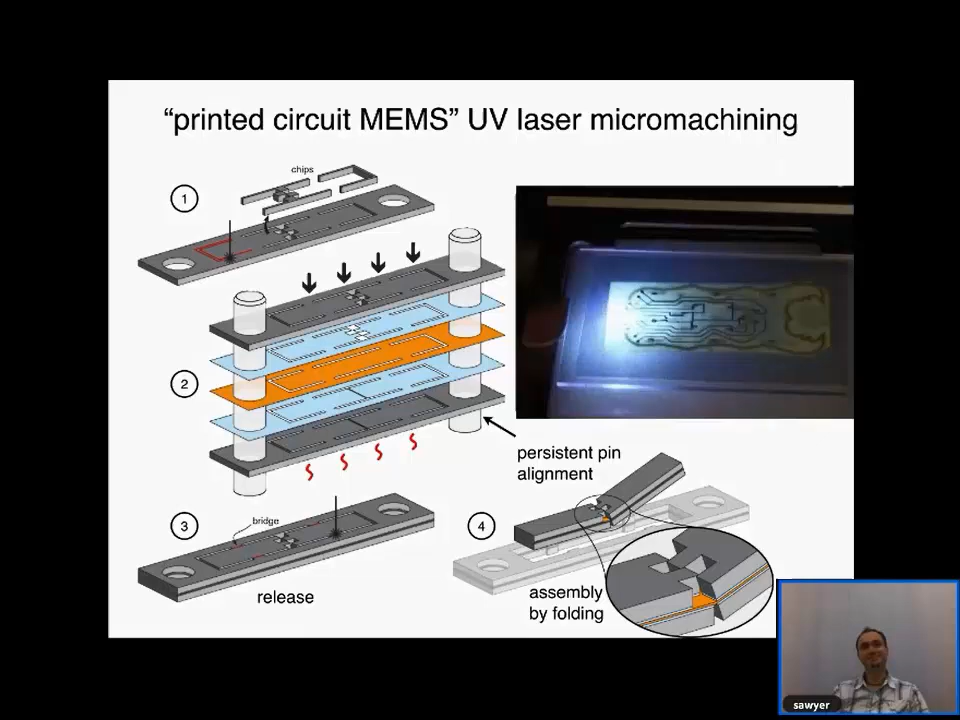 “printed circuit MEMS” UV laser micromachining
chips
1
2
persistent pin
alignment
3
bridge
release
4
assembly
by folding
sawyer